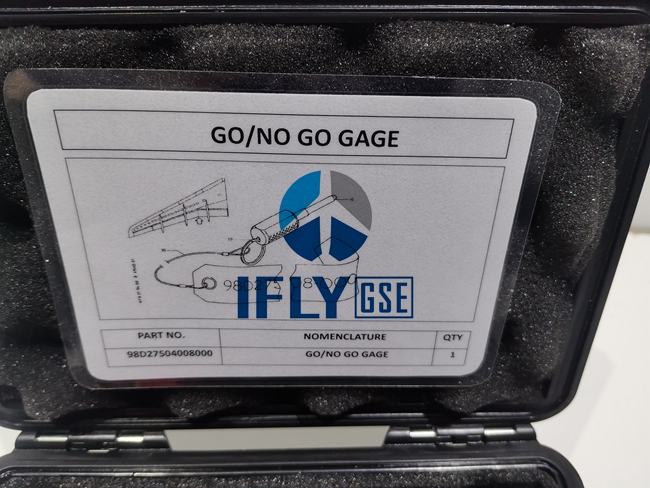 GO/NO GO GAGE
IFLY GSE
PART NO. NOMENCLATURE QTY
98D27504008000 GO/NO GO GAGE 1